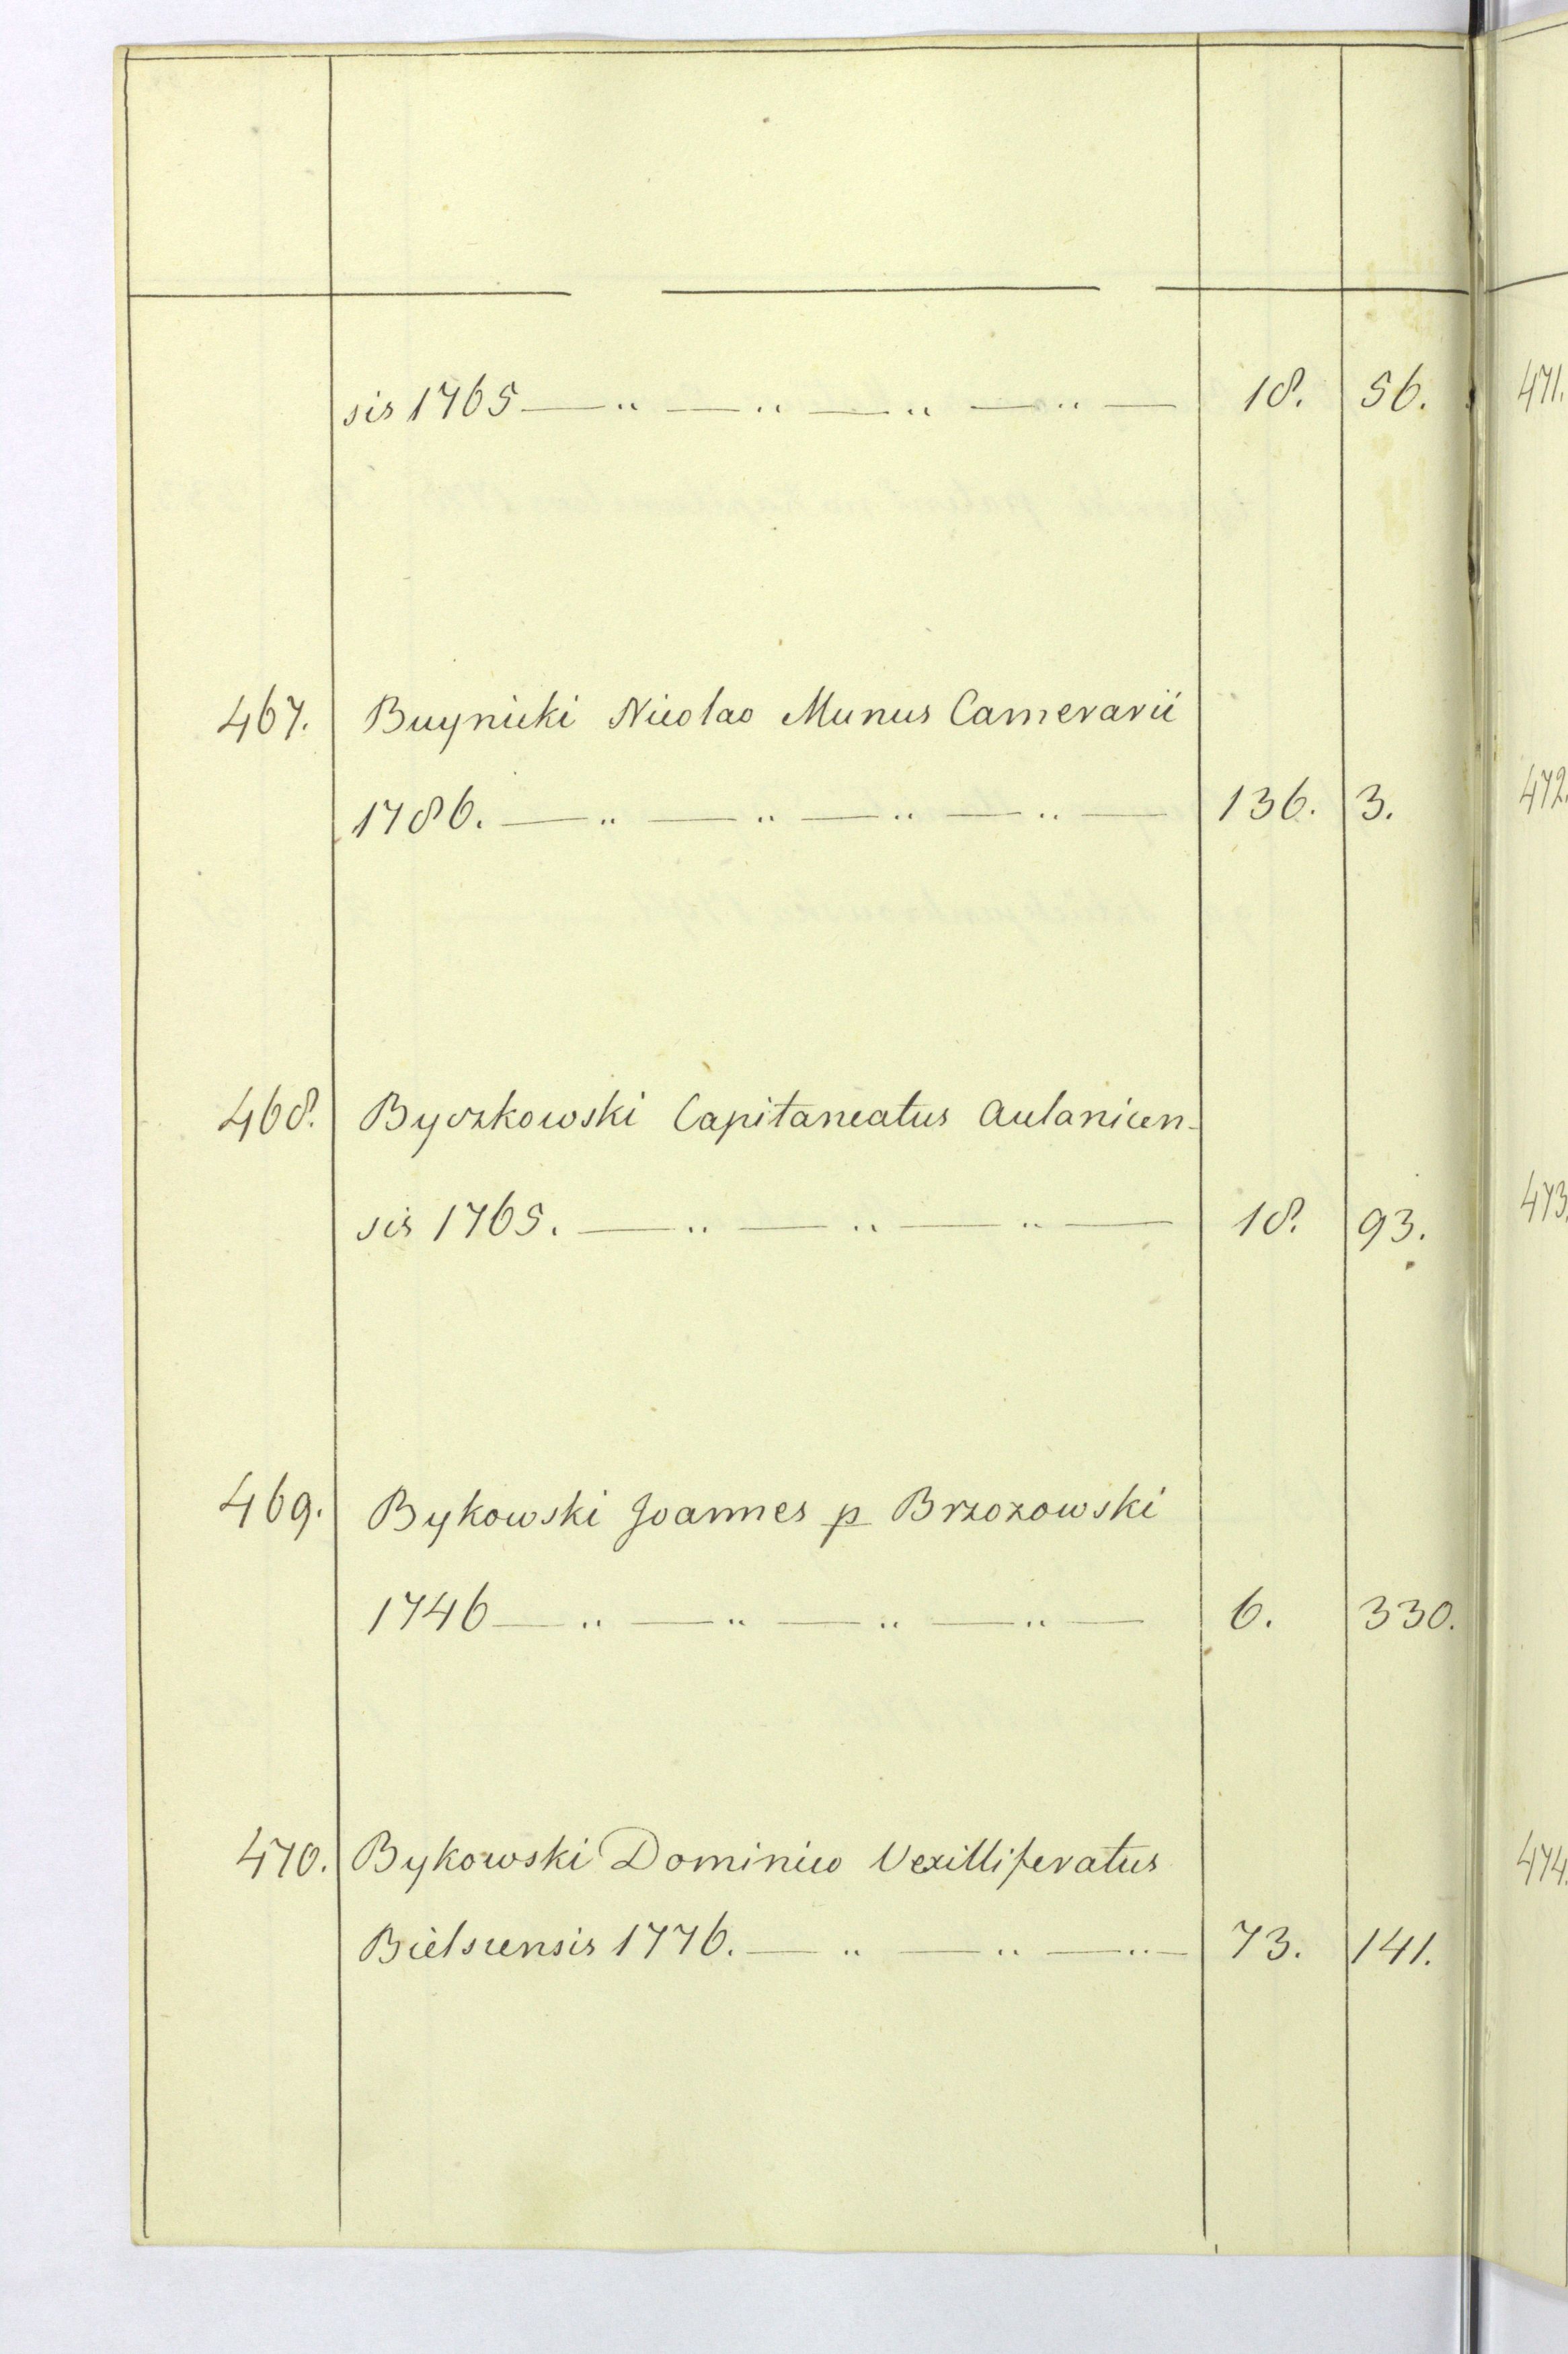 sis 1765 — „ — „ — „ — „ — 18. 56.
467. Buynicki Nicolao Munus Camerarii
1786. — „ — „ — „ — „ — 136. 3.
468. Byczkowski Capitaneatus Aulanicen-
sis 1765. — „ — „ — „ — 18. 93.
469. Bykowski Joannes p Brzozowski
1746 — „ — „ — „ — „ — 6. 330.
470. Bykowski Dominico Vexilliferatus
Bielscensis 1776. — „ — „ — „ — 73. 141.
471.
472.
473.
474.